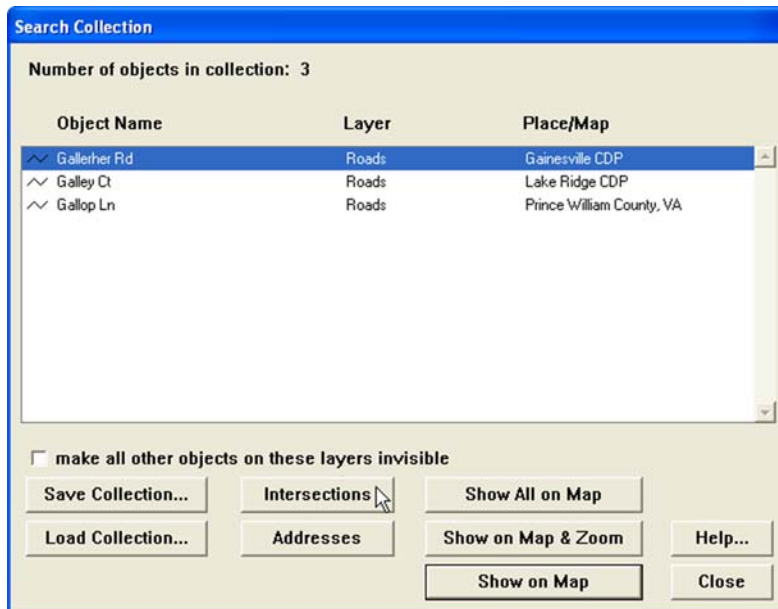 Search Collection
Number of objects in collection: 3
Object Name Layer Place/Map
Gallerher Rd Roads Gainesville CDP
Galley Ct Roads Lake Ridge CDP
Gallop Ln Roads Prince William County, VA
make all other objects on these layers invisible
Save Collection... Intersections Show All on Map
Load Collection... Addresses Show on Map & Zoom Help...
Show on Map Close